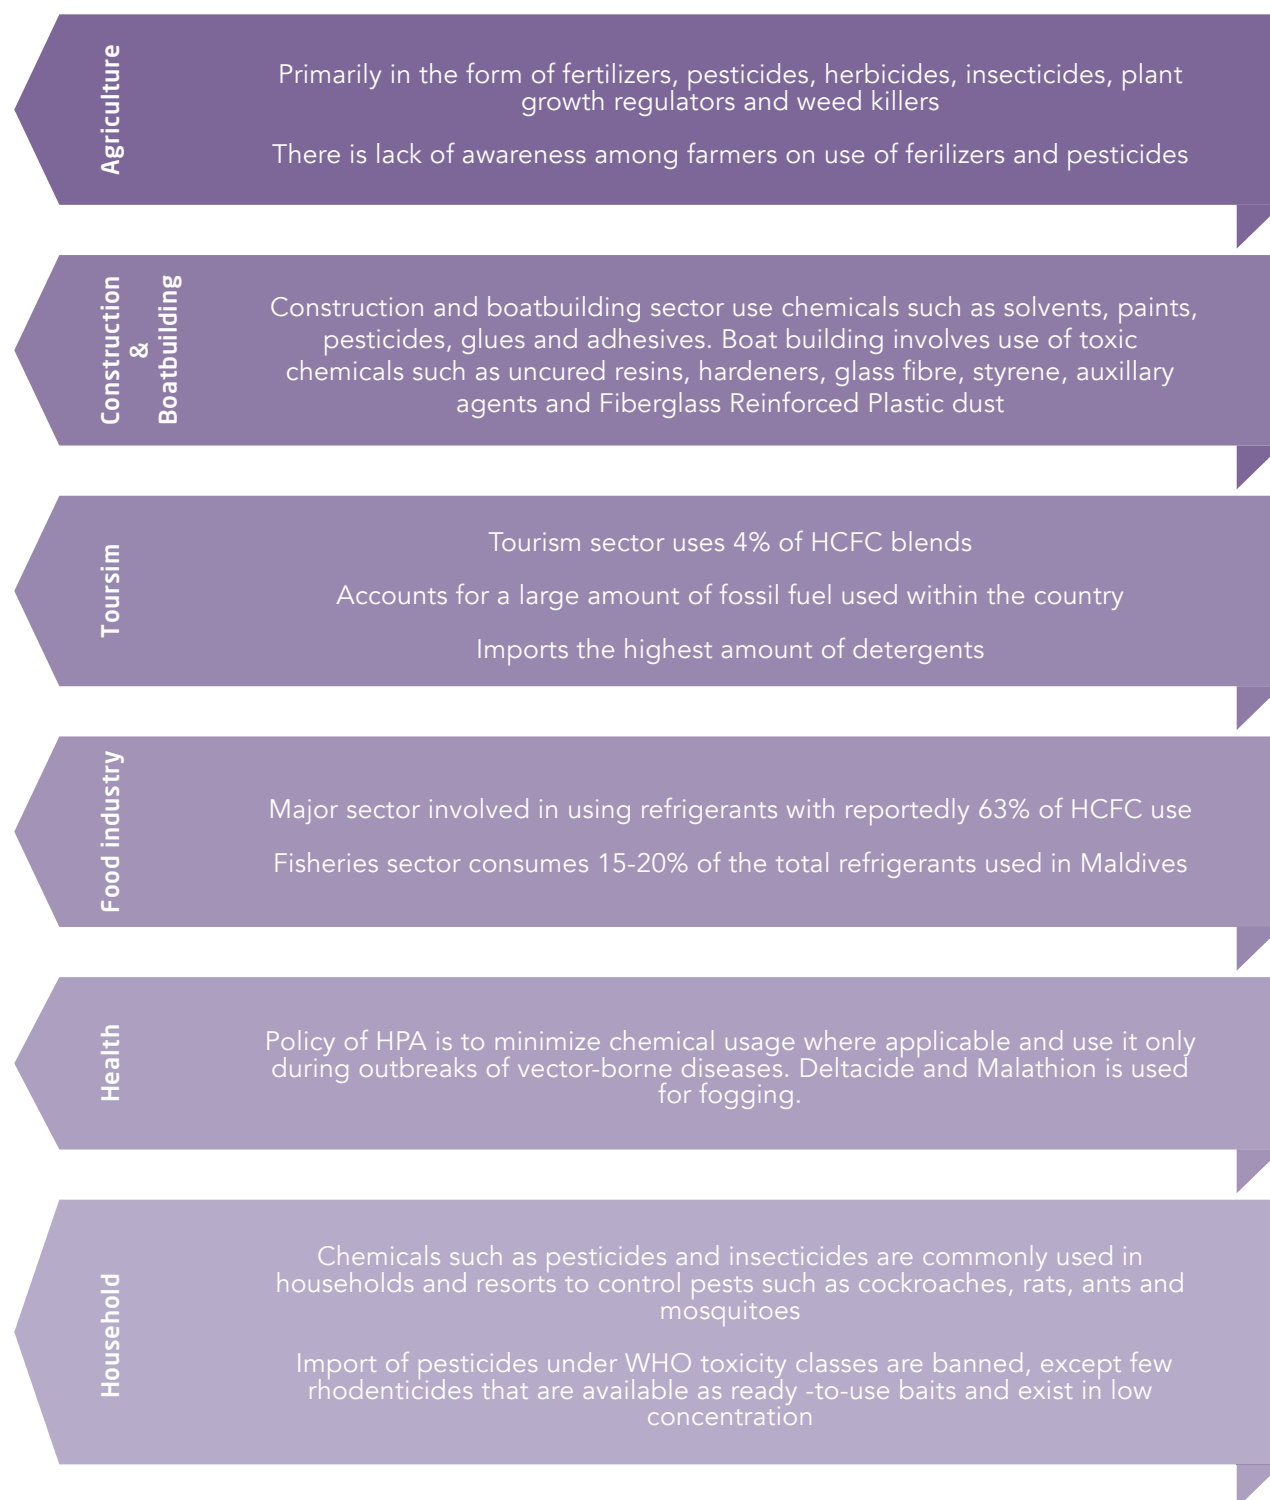 Agriculture
Primarily in the form of fertilizers, pesticides, herbicides, insecticides, plant
growth regulators and weed killers
There is lack of awareness among farmers on use of ferilizers and pesticides
Construction
&
Boatbuilding
Construction and boatbuilding sector use chemicals such as solvents, paints,
pesticides, glues and adhesives. Boat building involves use of toxic
chemicals such as uncured resins, hardeners, glass fibre, styrene, auxillary
agents and Fiberglass Reinforced Plastic dust
Toursim
Tourism sector uses 4% of HCFC blends
Accounts for a large amount of fossil fuel used within the country
Imports the highest amount of detergents
Food industry
Major sector involved in using refrigerants with reportedly 63% of HCFC use
Fisheries sector consumes 15-20% of the total refrigerants used in Maldives
Health
Policy of HPA is to minimize chemical usage where applicable and use it only
during outbreaks of vector-borne diseases. Deltacide and Malathion is used
for fogging.
Household
Chemicals such as pesticides and insecticides are commonly used in
households and resorts to control pests such as cockroaches, rats, ants and
mosquitoes
Import of pesticides under WHO toxicity classes are banned, except few
rhodenticides that are available as ready -to-use baits and exist in low
concentration